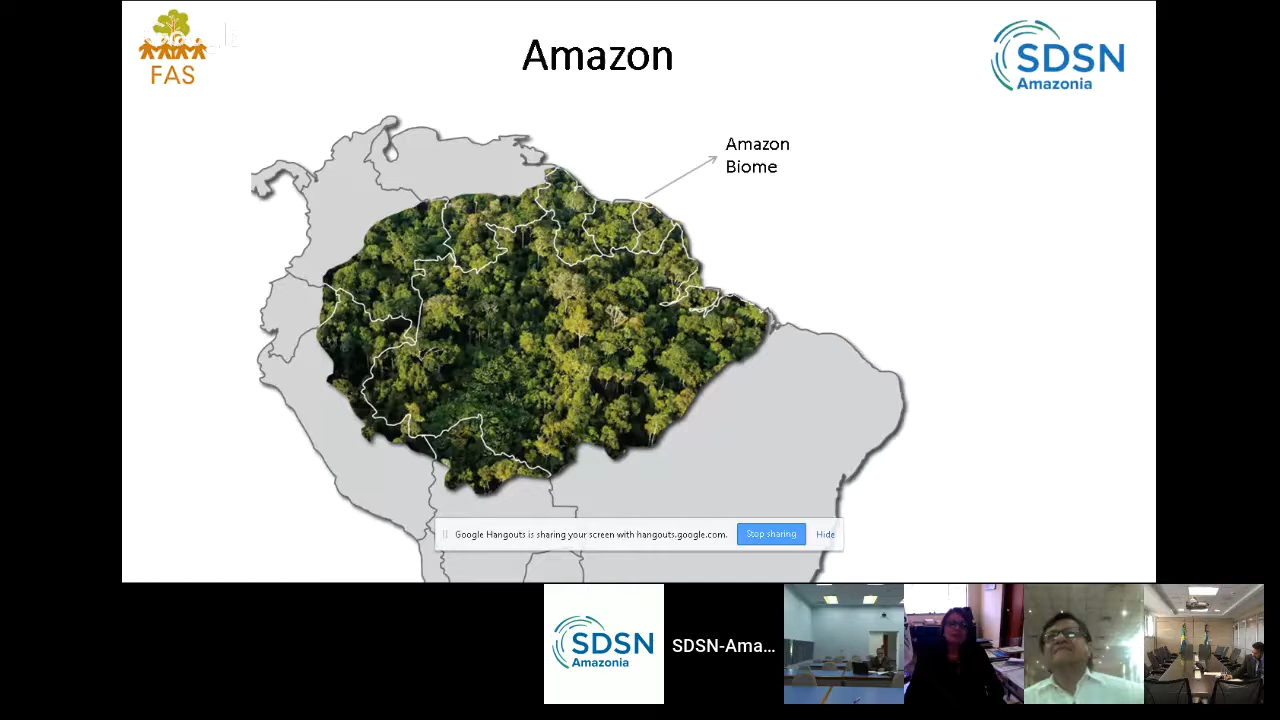 FAS
Amazon
SDSN
Amazonia
Amazon
Biome
Google Hangouts is sharing your screen with hangouts.google.com.
Stop sharing
Hide
SDSN
Amazonia
SDSN-Ama...